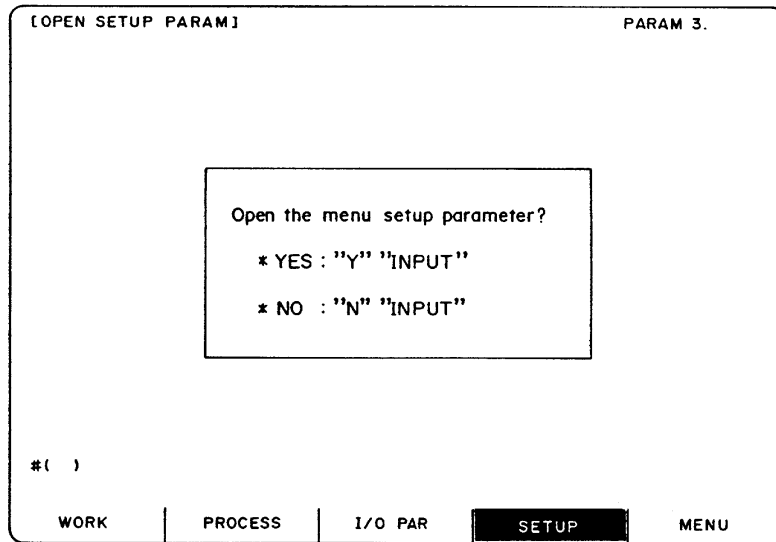 [OPEN SETUP PARAM] PARAM 3.
Open the menu setup parameter?
* YES : "Y" "INPUT"
* NO : "N" "INPUT"
#( )
WORK PROCESS I/O PAR SETUP MENU